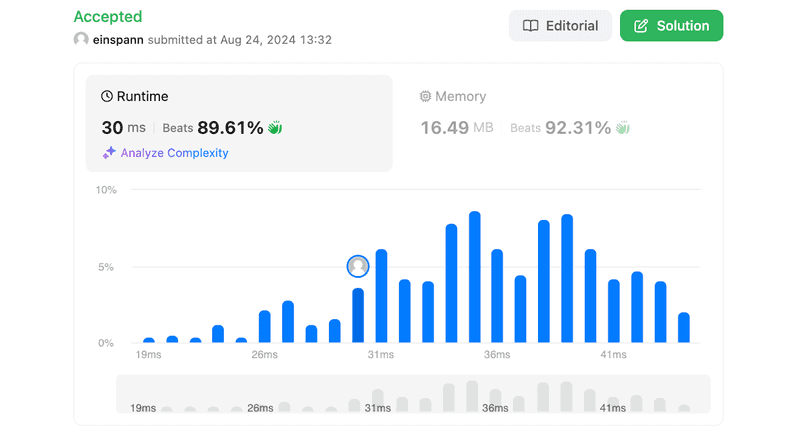 Accepted
einspann submitted at Aug 24, 2024 13:32
Editorial
Solution
Runtime
30 ms Beats 89.61%
Analyze Complexity
Memory
16.49 MB Beats 92.31%
10%
5%
0%
19ms 26ms 31ms 36ms 41ms
19ms 26ms 31ms 36ms 41ms